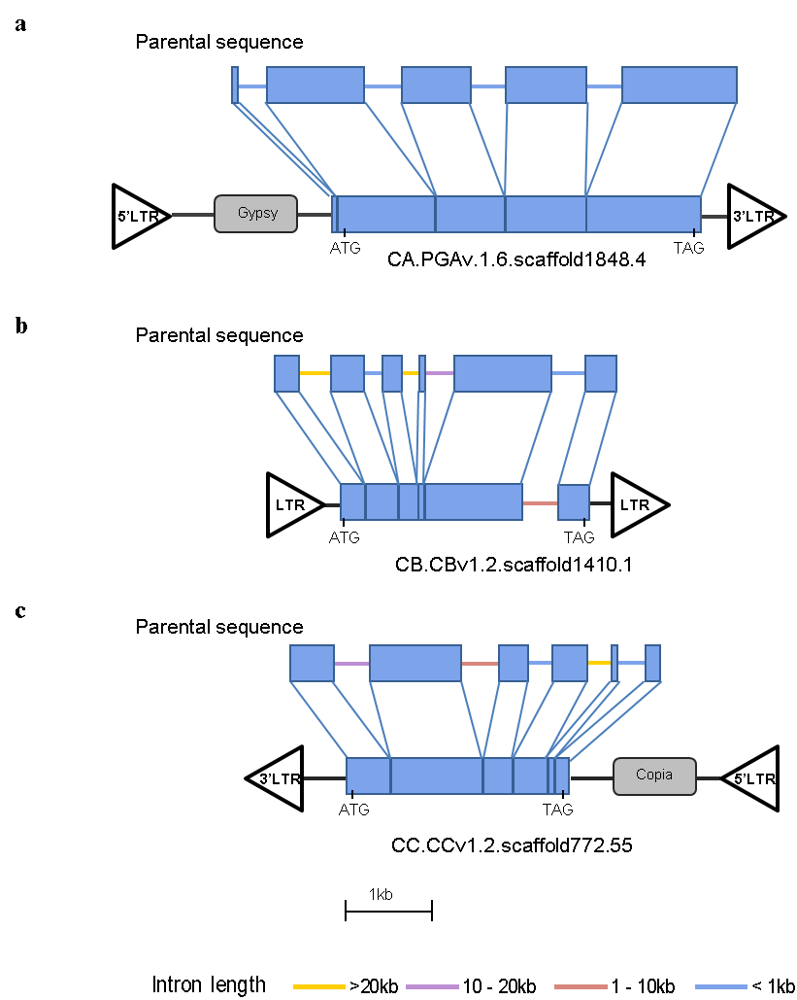 a
Parental sequence
5'LTR
Gypsy
3'LTR
ATG
TAG
CA.PGAv.1.6.scaffold1848.4
b
Parental sequence
LTR
LTR
ATG
TAG
CB.CBv1.2.scaffold1410.1
c
Parental sequence
3'LTR
Copia
5'LTR
ATG
TAG
CC.CCv1.2.scaffold772.55
1kb
Intron length >20kb 10 - 20kb 1 - 10kb < 1kb